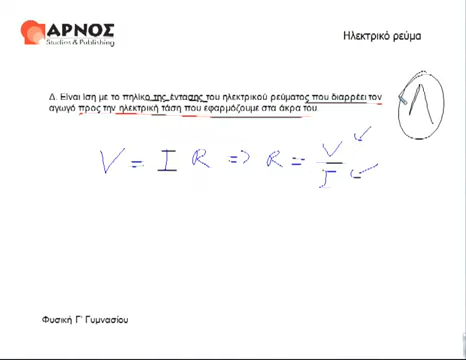 ΑΡΝΟΣ
Studies & Publishing
Ηλεκτρικό ρεύμα
Δ. Είναι ίση με το πηλίκο της έντασης του ηλεκτρικού ρεύματος που διαρρέει τον
αγωγό προς την ηλεκτρική τάση που εφαρμόζουμε στα άκρα του.
Λ
V = I R => R = V/I
Φυσική Γ' Γυμνασίου